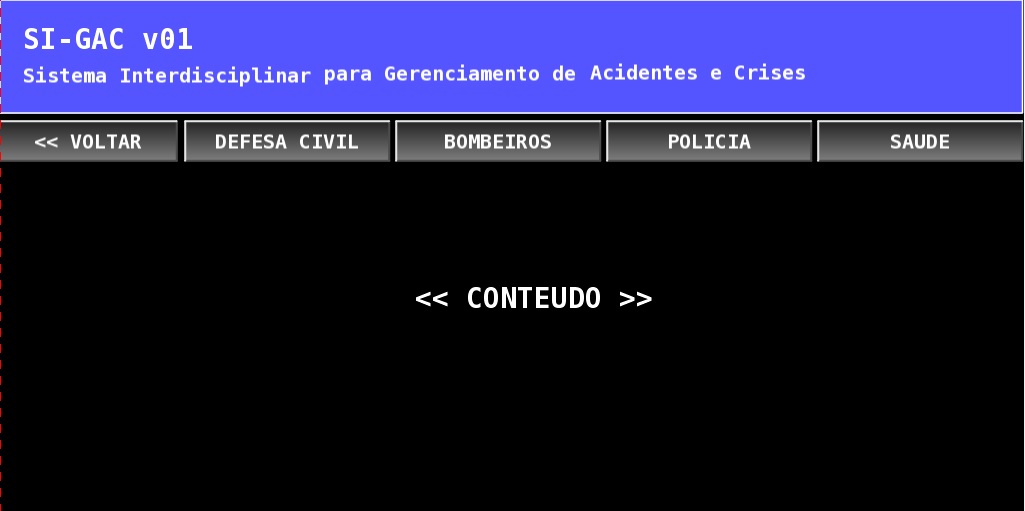 SI-GAC v01
Sistema Interdisciplinar para Gerenciamento de Acidentes e Crises
<< VOLTAR DEFESA CIVIL BOMBEIROS POLICIA SAUDE
<< CONTEUDO >>